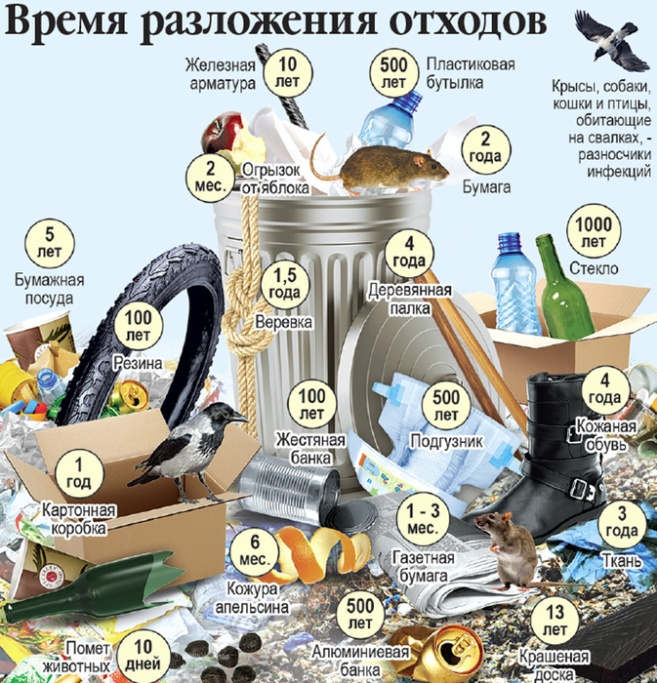 Время разложения отходов
Железная
арматура
10
лет
500
лет
Пластиковая
бутылка
Крысы, собаки,
кошки и птицы,
обитающие
на свалках, -
разносчики
инфекций
2
мес.
Огрызок
от яблока
2
года
Бумага
5
лет
Бумажная
посуда
1000
лет
Стекло
4
года
Деревянная
палка
1,5
года
Веревка
100
лет
Резина
100
лет
Жестяная
банка
500
лет
Подгузник
4
года
Кожаная
обувь
1
год
Картонная
коробка
1 - 3
мес.
Газетная
бумага
3
года
Ткань
6
мес.
Кожура
апельсина
500
лет
Алюминиевая
банка
13
лет
Крашеная
доска
Помет
животных
10
дней